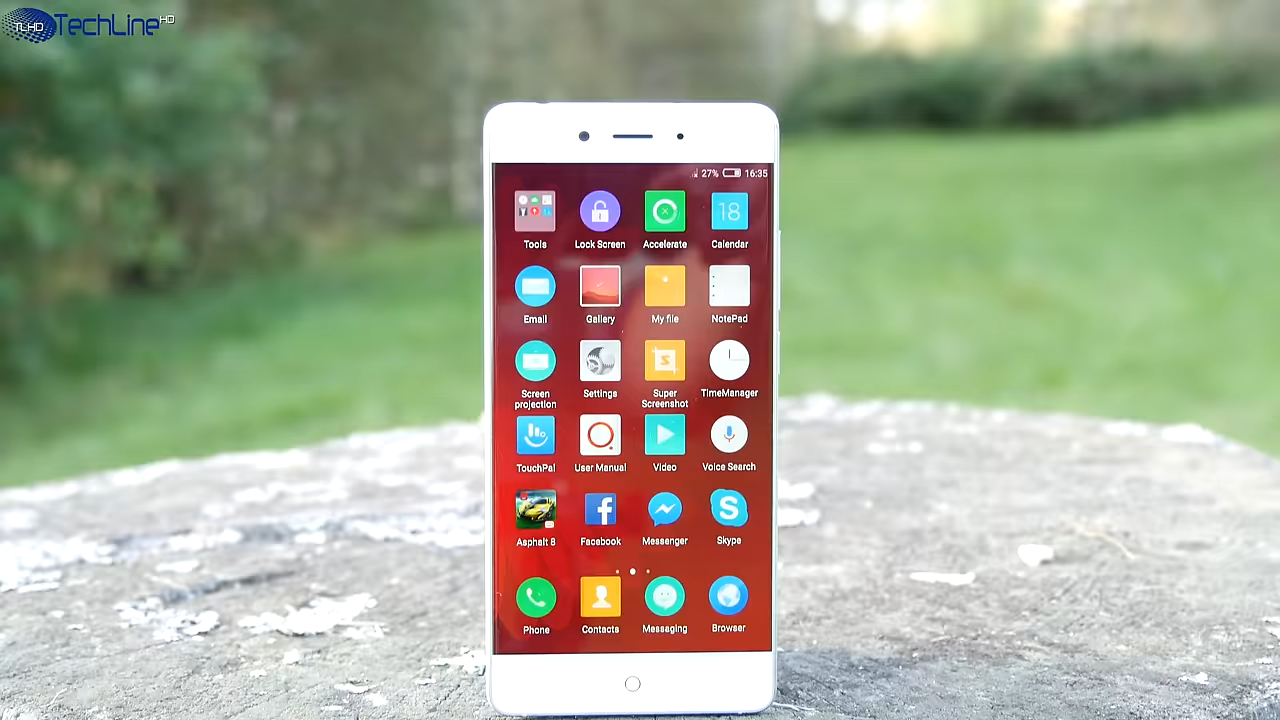 TLHD TechLine HD
27% 16:35
Tools Lock Screen Accelerate 18 Calendar
Email Gallery My file NotePad
Screen projection Settings S Super Screenshot TimeManager
TouchPal User Manual Video Voice Search
Asphalt 8 f Facebook Messenger S Skype
Phone Contacts Messaging Browser